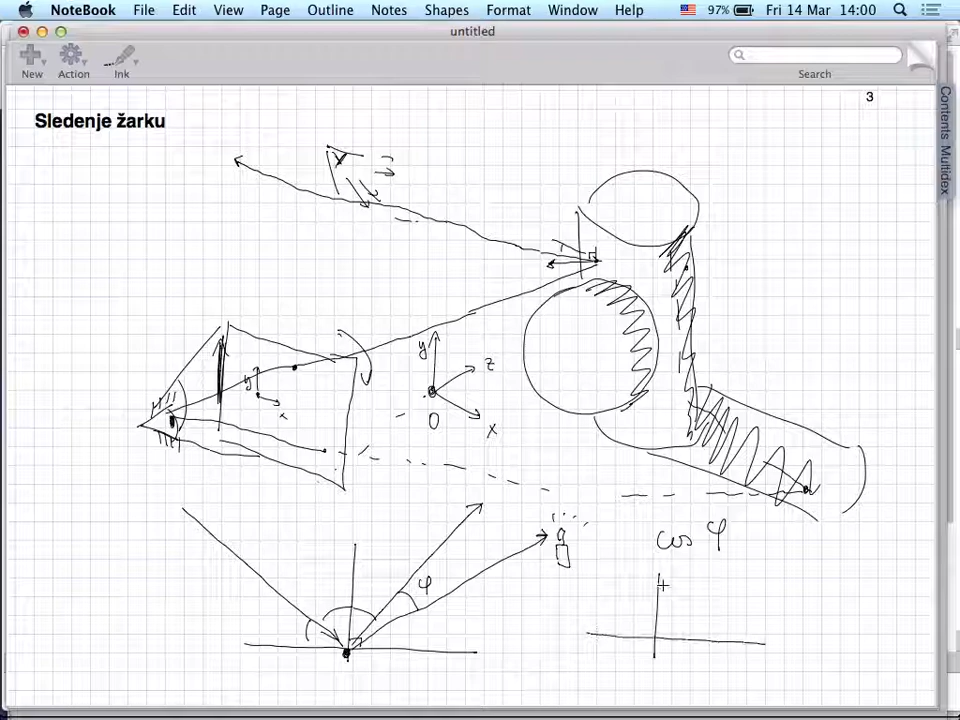 NoteBook File Edit View Page Outline Notes Shapes Format Window Help 97% Fri 14 Mar 14:00
untitled
New Action Ink Search
3
Sledenje žarku
Contents Multidex
y
z
y
x
0
x
cos φ
φ